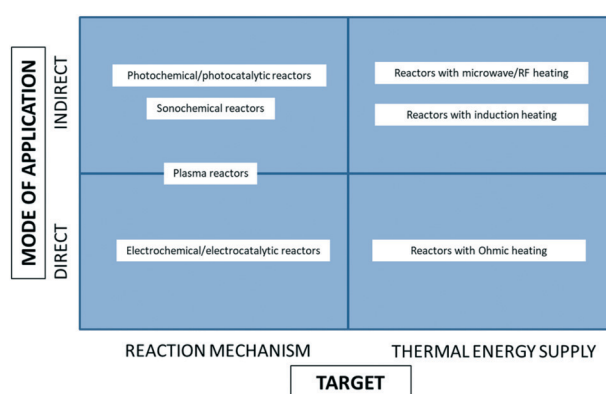 MODE OF APPLICATION
INDIRECT
DIRECT
Photochemical/photocatalytic reactors
Sonochemical reactors
Plasma reactors
Electrochemical/electrocatalytic reactors
Reactors with microwave/RF heating
Reactors with induction heating
Reactors with Ohmic heating
REACTION MECHANISM
THERMAL ENERGY SUPPLY
TARGET